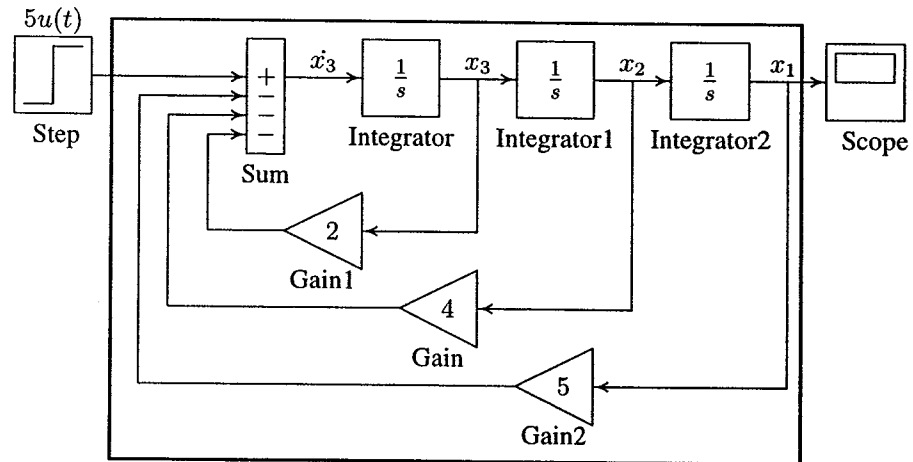 5u(t)
Step
+
−
−
−
Sum
ẋ₃
1/s
Integrator
x₃
1/s
Integrator1
x₂
1/s
Integrator2
x₁
Scope
2
Gain1
4
Gain
5
Gain2